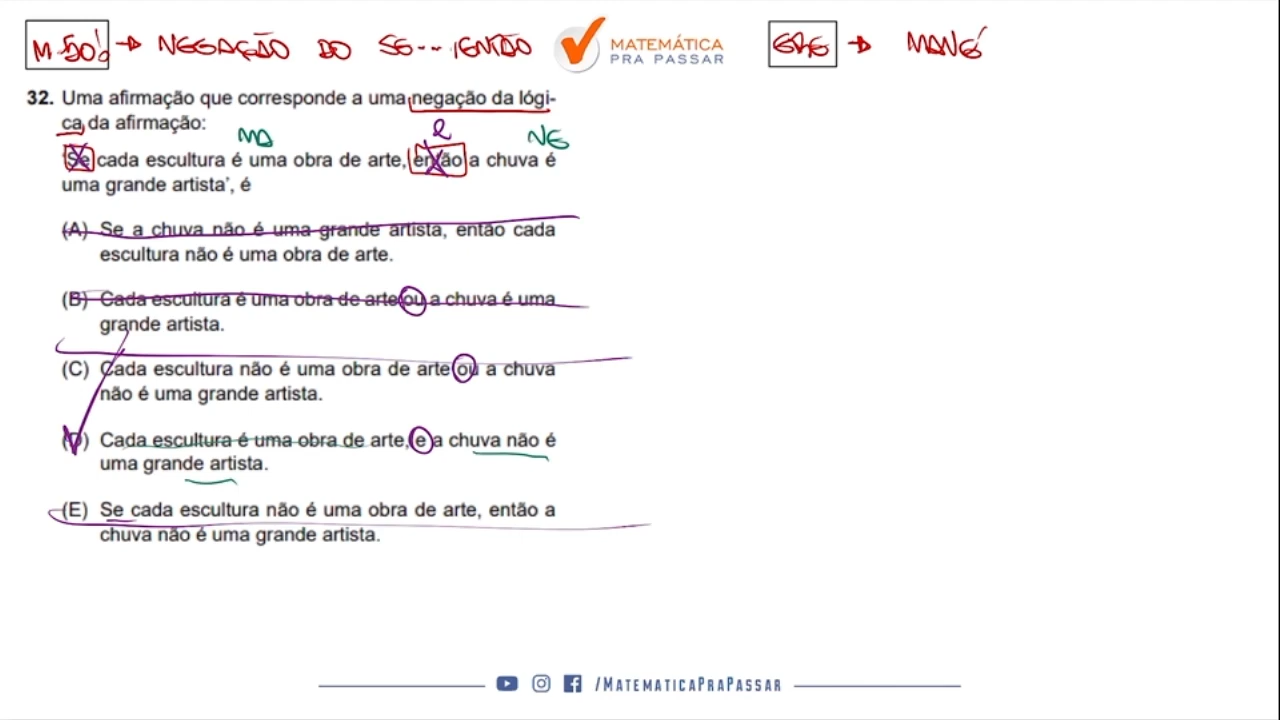 → NEGAÇÃO DO SE... ENTÃO
MATEMÁTICA
PRA PASSAR
→ MANÉ
32. Uma afirmação que corresponde a uma negação da lógi-
ca, da afirmação:
MA
NE
'Se cada escultura é uma obra de arte, então a chuva é
uma grande artista', é
(A) Se a chuva não é uma grande artista, então cada
escultura não é uma obra de arte.
(B) Cada escultura é uma obra de arte ou a chuva é uma
grande artista.
(C) Cada escultura não é uma obra de arte ou a chuva
não é uma grande artista.
(D) Cada escultura é uma obra de arte, e a chuva não é
uma grande artista.
(E) Se cada escultura não é uma obra de arte, então a
chuva não é uma grande artista.
/MATEMATICAPRAPASSAR